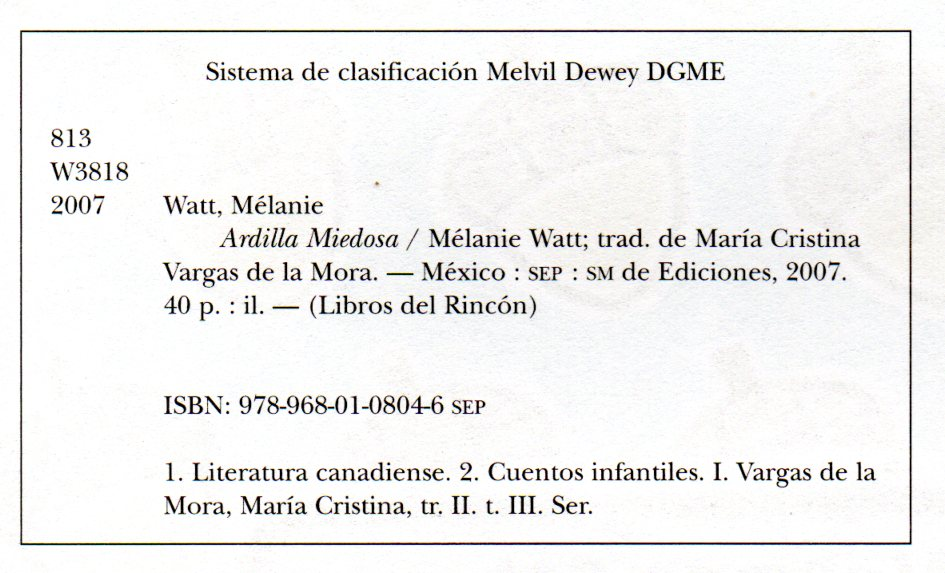 Sistema de clasificación Melvil Dewey DGME
813
W3818
2007 Watt, Mélanie
Ardilla Miedosa / Mélanie Watt; trad. de María Cristina
Vargas de la Mora. — México : SEP : SM de Ediciones, 2007.
40 p. : il. — (Libros del Rincón)
ISBN: 978-968-01-0804-6 SEP
1. Literatura canadiense. 2. Cuentos infantiles. I. Vargas de la
Mora, María Cristina, tr. II. t. III. Ser.